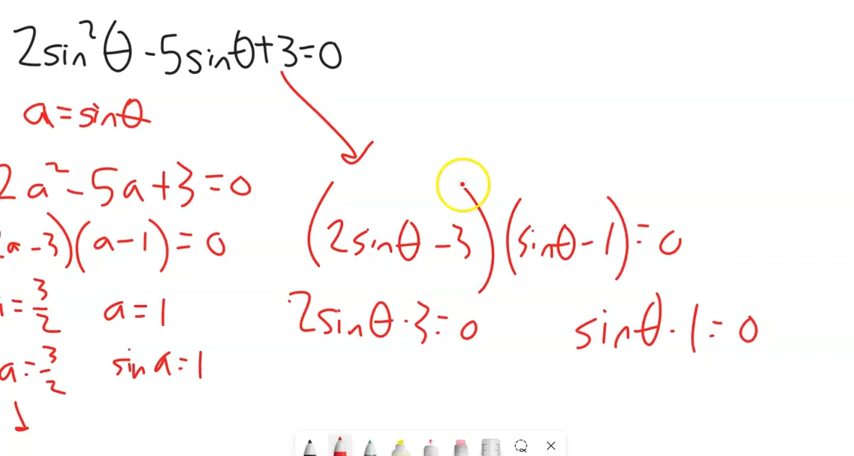 2sin²θ - 5sinθ + 3 = 0
a = sinθ
2a² - 5a + 3 = 0
a - 3)(a - 1) = 0
(2sinθ - 3)(sinθ - 1) = 0
= 3/2
a = 1
2sinθ - 3 = 0
sinθ - 1 = 0
a = 3/2
sin a = 1